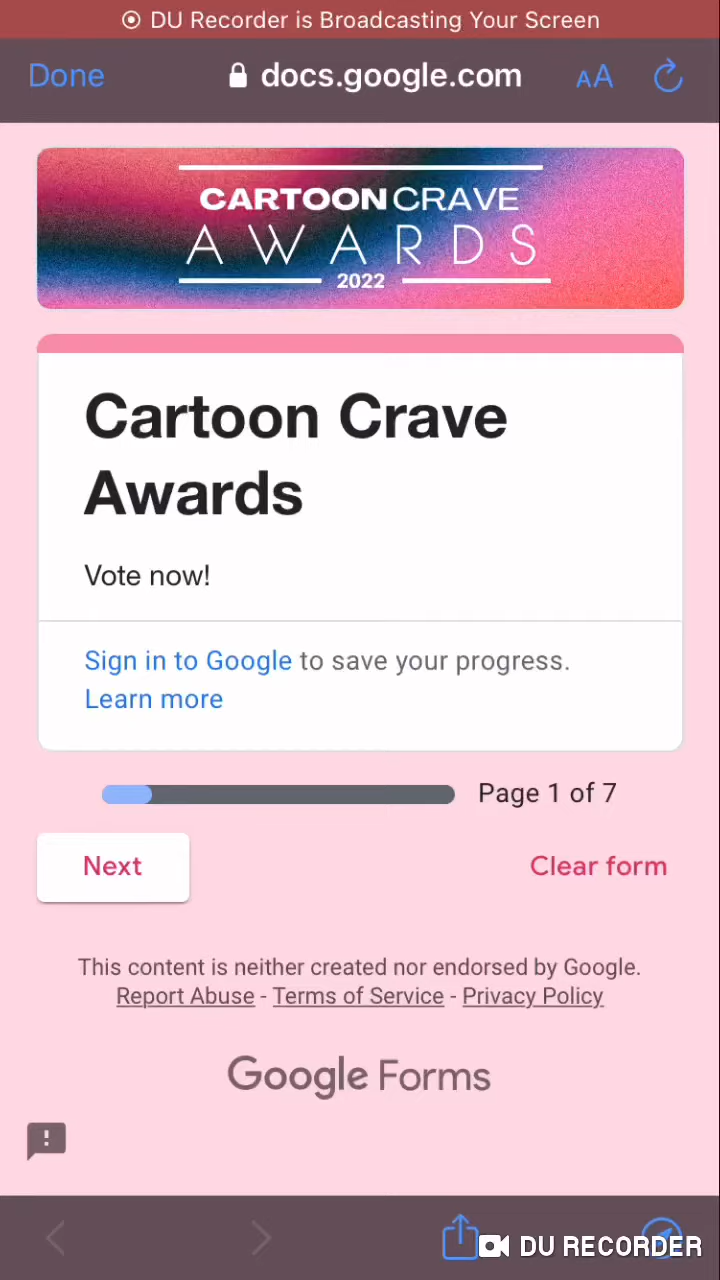 DU Recorder is Broadcasting Your Screen
Done
docs.google.com
AA
CARTOON CRAVE
AWARDS
2022
Cartoon Crave
Awards
Vote now!
Sign in to Google to save your progress.
Learn more
Page 1 of 7
Next
Clear form
This content is neither created nor endorsed by Google.
Report Abuse - Terms of Service - Privacy Policy
Google Forms
DU RECORDER